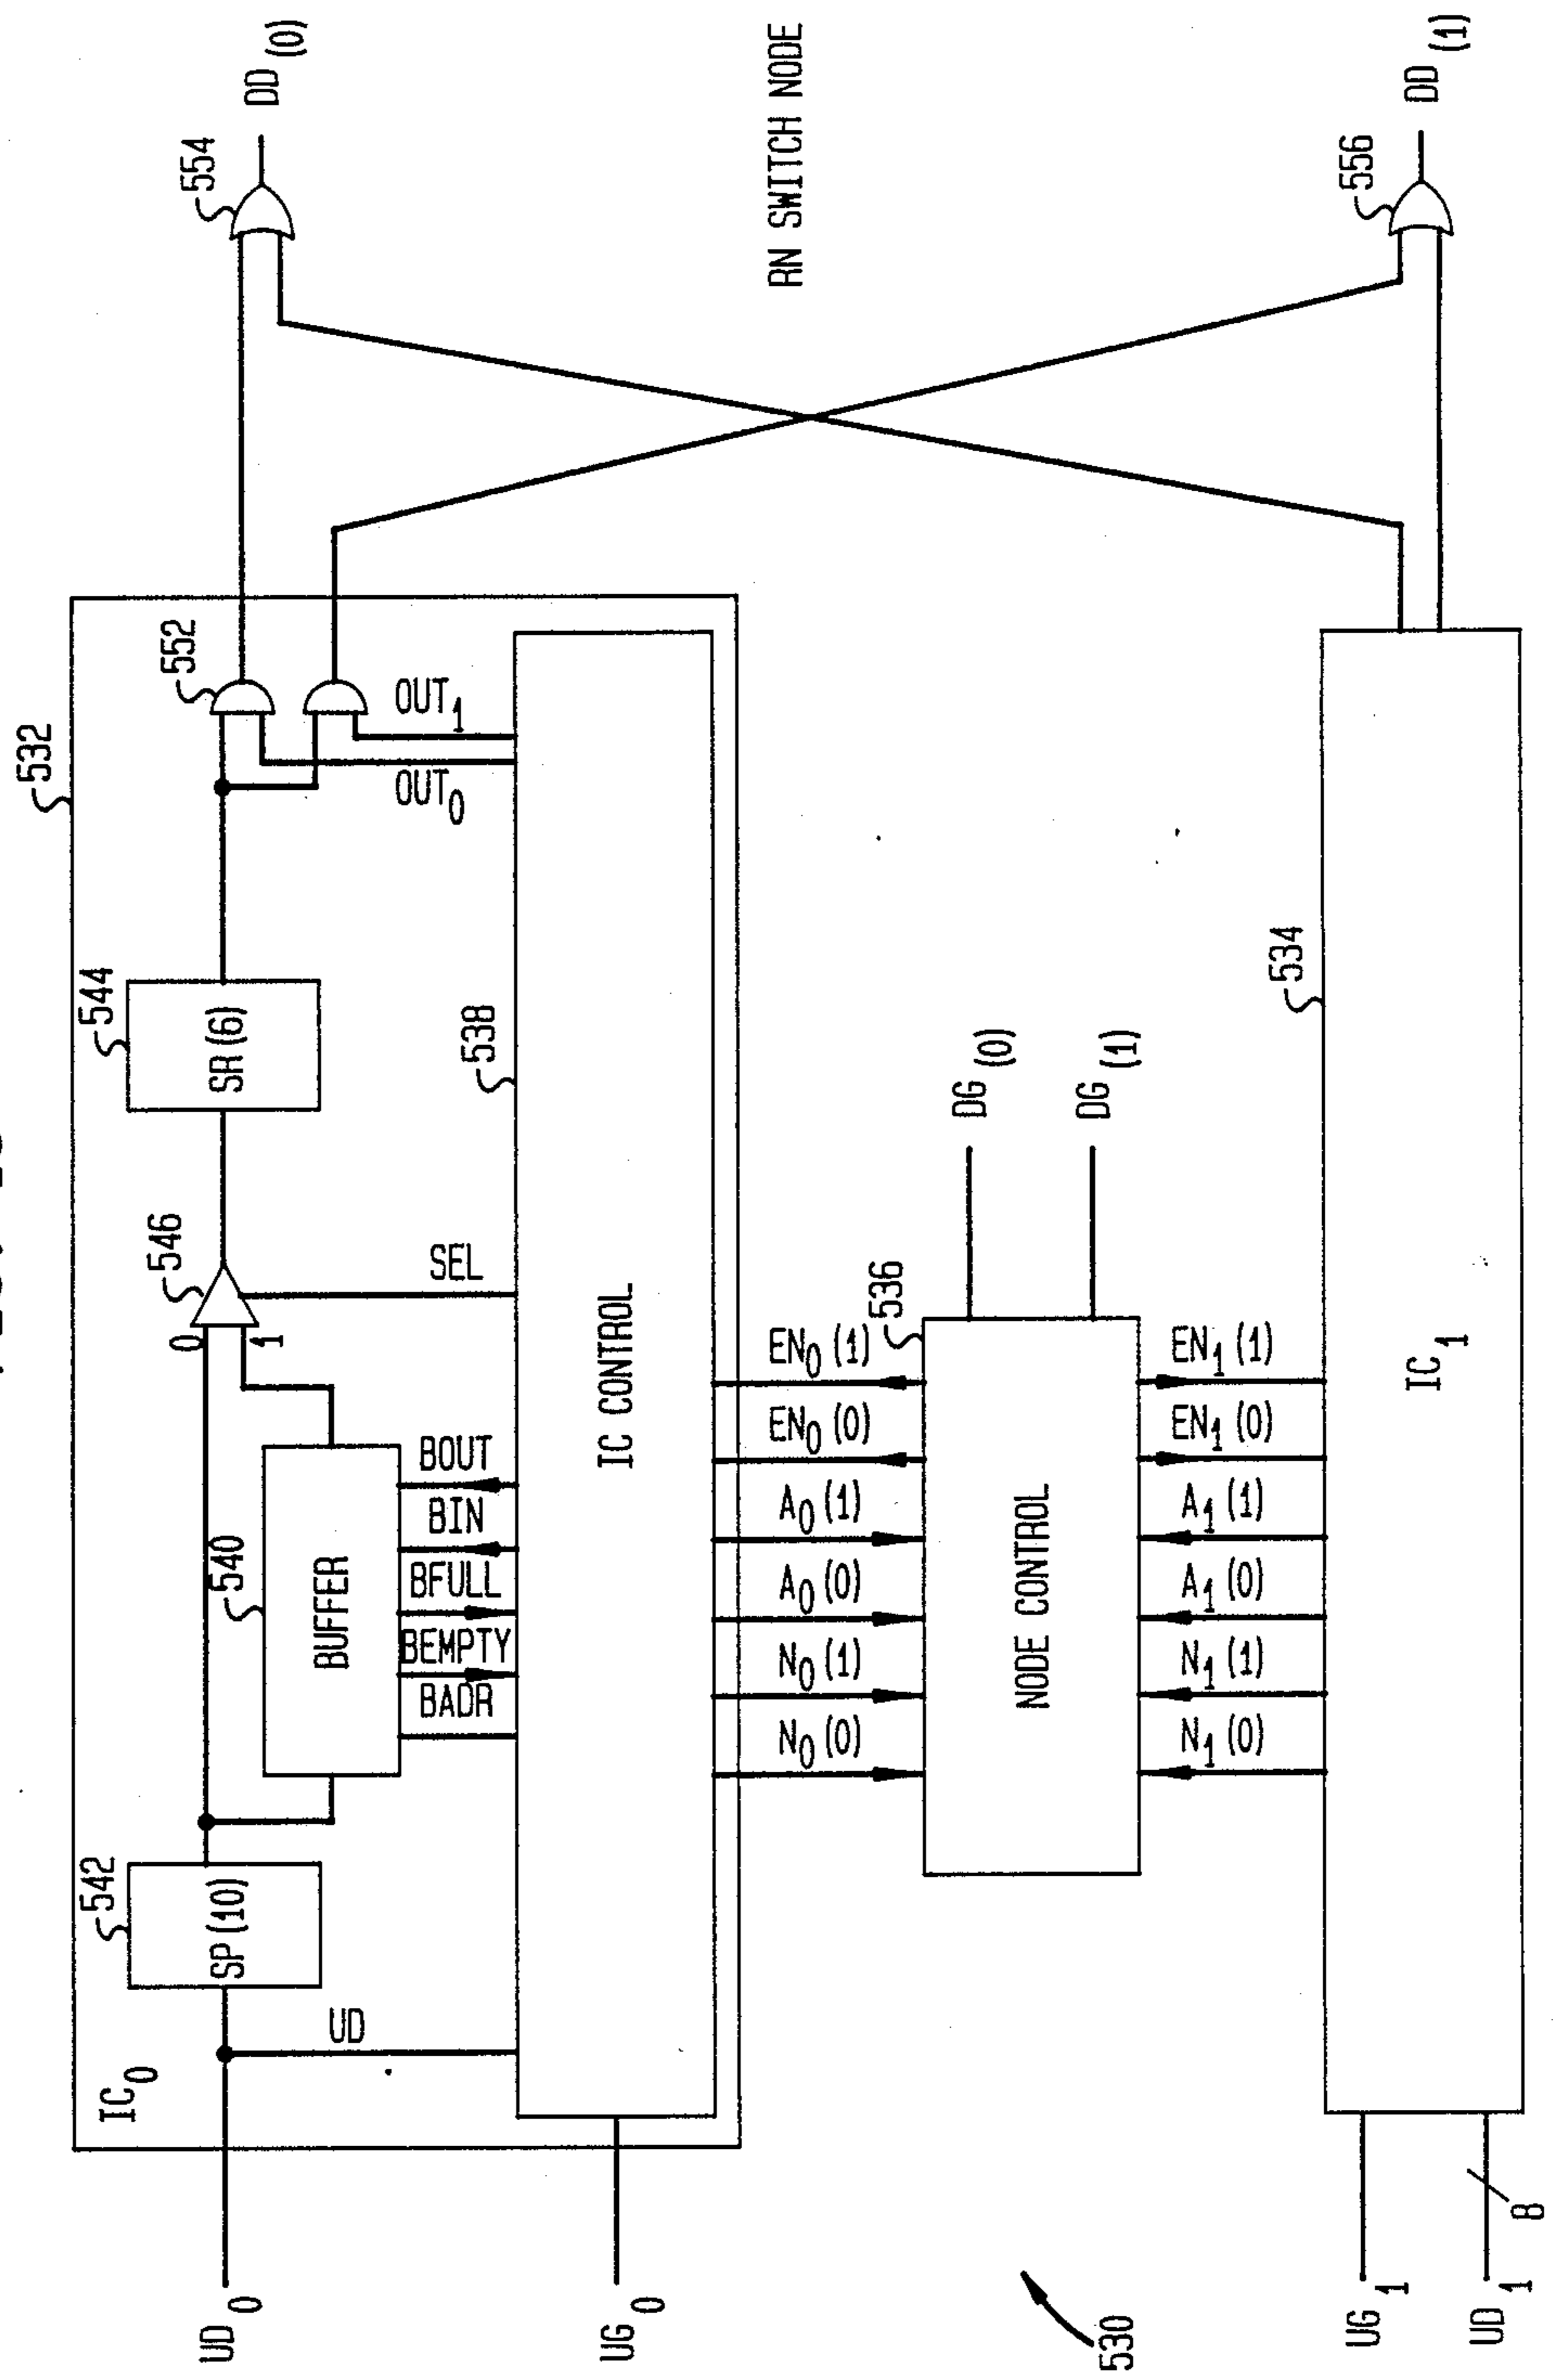 532
IC0
542
SP (10)
UD0
UD
540
BUFFER
BADR
BEMPTY
BFULL
BIN
BOUT
0
1
546
SEL
544
SR (6)
552
OUT0
OUT1
554
DD (0)
538
IC CONTROL
UG0
RN SWITCH NODE
N0 (0)
N0 (1)
A0 (0)
A0 (1)
EN0 (0)
EN0 (1)
536
NODE CONTROL
DG (0)
DG (1)
N1 (0)
N1 (1)
A1 (0)
A1 (1)
EN1 (0)
EN1 (1)
534
IC1
556
DD (1)
UG1
UD1
8
530